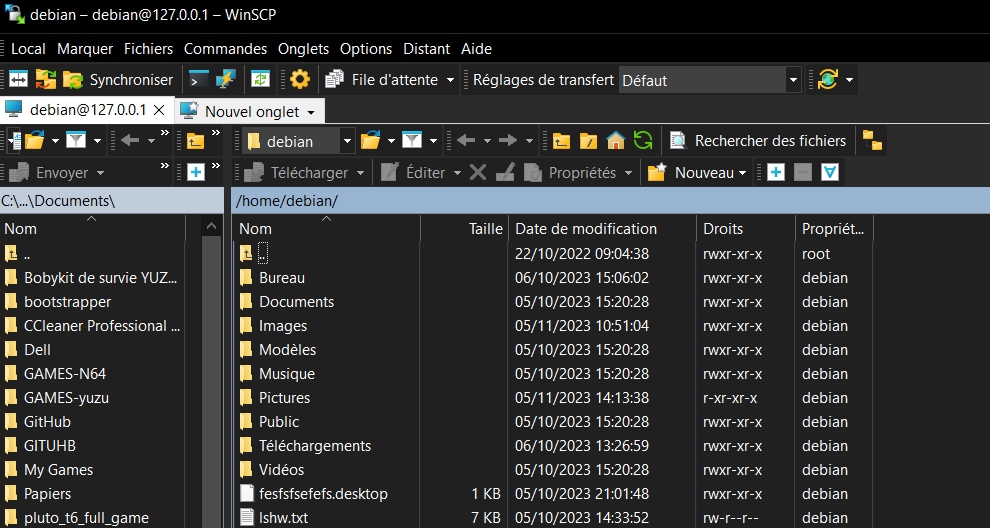 debian – debian@127.0.0.1 – WinSCP
Local Marquer Fichiers Commandes Onglets Options Distant Aide
Synchroniser File d'attente Réglages de transfert Défaut
debian@127.0.0.1 × Nouvel onglet
debian Rechercher des fichiers
Envoyer Télécharger Éditer Propriétés Nouveau
C:\...\Documents\ /home/debian/
Nom Nom Taille Date de modification Droits Propriét...
.. .. 22/10/2022 09:04:38 rwxr-xr-x root
Bobykit de survie YUZ... Bureau 06/10/2023 15:06:02 rwxr-xr-x debian
bootstrapper Documents 05/10/2023 15:20:28 rwxr-xr-x debian
CCleaner Professional ... Images 05/11/2023 10:51:04 rwxr-xr-x debian
Dell Modèles 05/10/2023 15:20:28 rwxr-xr-x debian
GAMES-N64 Musique 05/10/2023 15:20:28 rwxr-xr-x debian
GAMES-yuzu Pictures 05/11/2023 14:13:38 r-xr-xr-x debian
GitHub Public 05/10/2023 15:20:28 rwxr-xr-x debian
GITUHB Téléchargements 06/10/2023 13:26:59 rwxr-xr-x debian
My Games Vidéos 05/10/2023 15:20:28 rwxr-xr-x debian
Papiers fesfsfsefefs.desktop 1 KB 05/10/2023 21:01:48 rwxr-xr-x debian
pluto_t6_full_game lshw.txt 7 KB 05/10/2023 14:33:52 rw-r--r-- debian